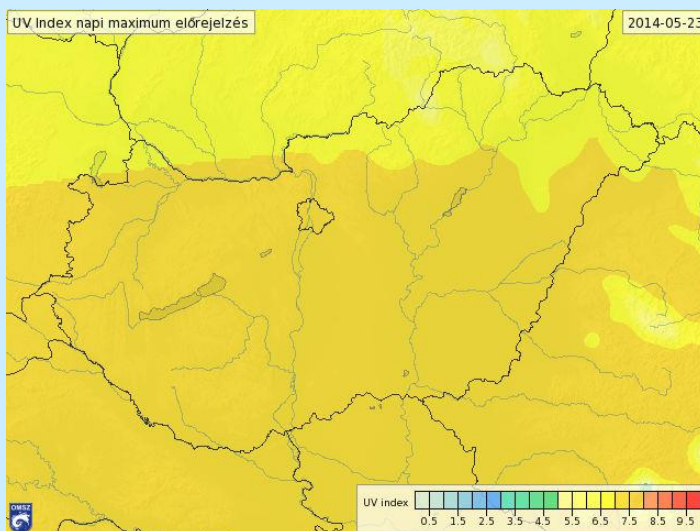 UV Index napi maximum előrejelzés
2014-05-23
OMSZ
UV index
0.5 1.5 2.5 3.5 4.5 5.5 6.5 7.5 8.5 9.5